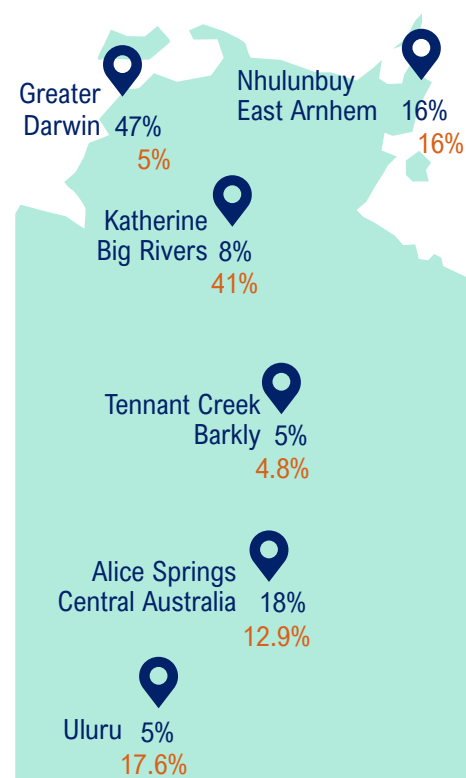 Greater
Darwin 47%
5%
Nhulunbuy
East Arnhem 16%
16%
Katherine
Big Rivers 8%
41%
Tennant Creek
Barkly 5%
4.8%
Alice Springs
Central Australia 18%
12.9%
Uluru 5%
17.6%